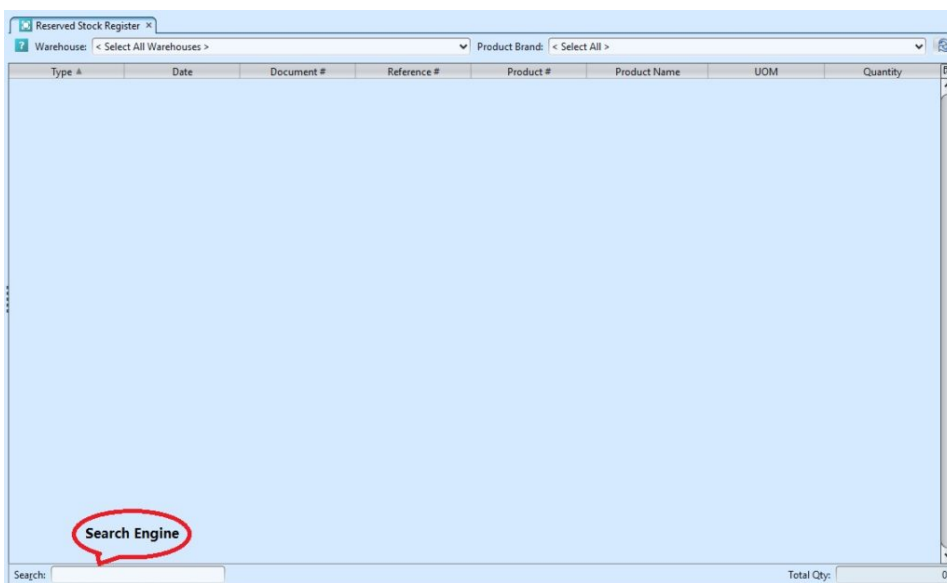 Reserved Stock Register ×
? Warehouse: < Select All Warehouses > Product Brand: < Select All >
Type Date Document # Reference # Product # Product Name UOM Quantity
Search Engine
Search: Total Qty: 0